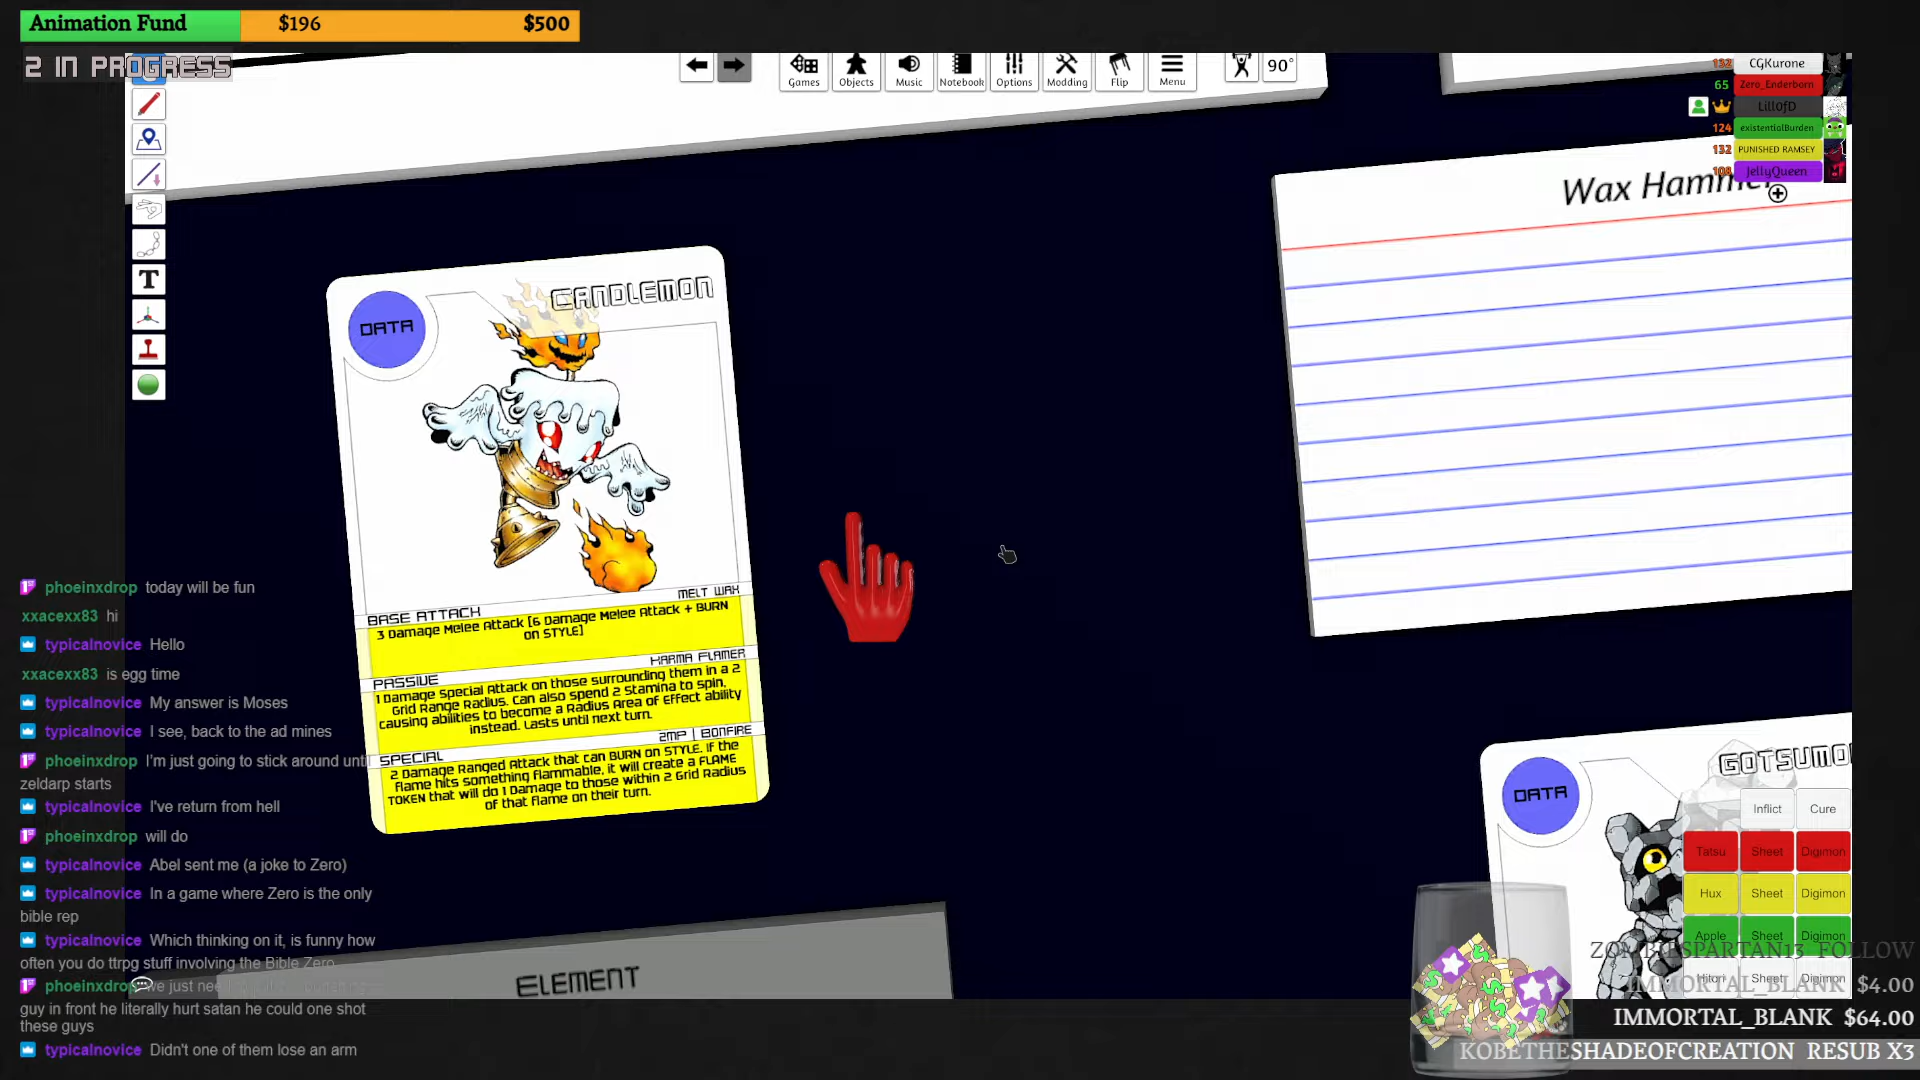 Animation Fund $196 $500
2 IN PROGRESS
Games Objects Music Notebook Options Modding Flip Menu 90°
132 CGKurone
65 Zero_Enderborn
LillofD
124 existentialBurden
132 PUNISHED RAMSEY
108 JellyQueen
Wax Hammer
T
DATA
CANDLEMON
BASE ATTACK MELT WAX
3 Damage Melee Attack [6 Damage Melee Attack + BURN
on STYLE]
PASSIVE KARMA FLAMER
1 Damage Special Attack on those surrounding them in a 2
Grid Range Radius. Can also spend 2 Stamina to spin,
causing abilities to become a Radius Area of Effect ability
instead. Lasts until next turn.
SPECIAL 2MP | BONFIRE
2 Damage Ranged Attack that can BURN on STYLE. If the
flame hits something flammable, it will create a FLAME
TOKEN that will do 1 Damage to those within 2 Grid Radius
of that flame on their turn.
ELEMENT
DATA
GOTSUMO
Inflict Cure
Tatsu Sheet Digimon
Hux Sheet Digimon
Apple Sheet Digimon
Hitori Sheet Digimon
phoeinxdrop today will be fun
xxacexx83 hi
typicalnovice Hello
xxacexx83 is egg time
typicalnovice My answer is Moses
typicalnovice I see, back to the ad mines
phoeinxdrop I'm just going to stick around until
zeldarp starts
typicalnovice I've return from hell
phoeinxdrop will do
typicalnovice Abel sent me (a joke to Zero)
typicalnovice In a game where Zero is the only
bible rep
typicalnovice Which thinking on it, is funny how
often you do ttrpg stuff involving the Bible Zero
phoeinxdrop we just need
guy in front he literally hurt satan he could one shot
these guys
typicalnovice Didn't one of them lose an arm
ZOMBIESPARTAN13 FOLLOW
IMMORTAL_BLANK $4.00
IMMORTAL_BLANK $64.00
KOBETHESHADEOFCREATION RESUB X3